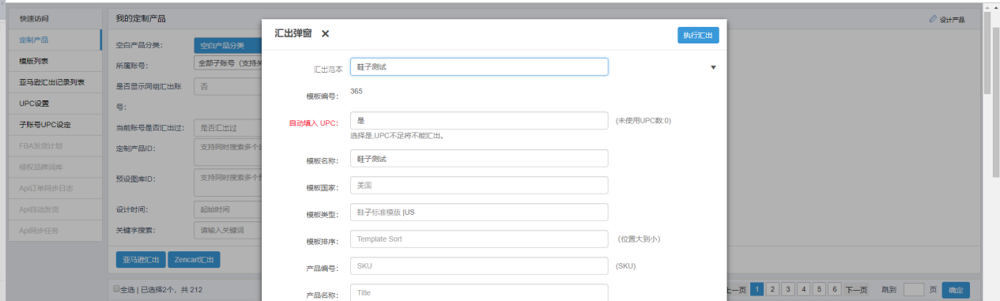 快速访问
定制产品
模版列表
亚马逊汇出记录列表
UPC设置
子账号UPC设定
FBA发货计划
侵权品牌词库
Api订单同步日志
Api自动发货
Api同步任务
我的定制产品
设计产品
空白产品分类：
空白产品分类
所属账号：
全部子账号（支持关
是否显示同组汇出账
号：
否
当前账号是否汇出过：
是否汇出过
定制产品ID：
支持同时搜索多个
预设图库ID：
支持同时搜索多个
设计时间：
起始时间
关键字搜索：
请输入关键词
亚马逊汇出
Zencart汇出
全选 | 已选择2个，共 212
汇出弹窗 ×
执行汇出
汇出范本
鞋子测试
模板编号：
365
自动填入 UPC：
是
(未使用UPC数:0)
选择是,UPC不足将不能汇出。
模板名称：
鞋子测试
模板国家：
美国
模板类型：
鞋子标准模版 |US
模板排序：
Template Sort
（位置大到小）
产品编号：
SKU
(SKU)
产品名称：
Title
上一页 1 2 3 4 5 6 下一页 跳到 页 确定